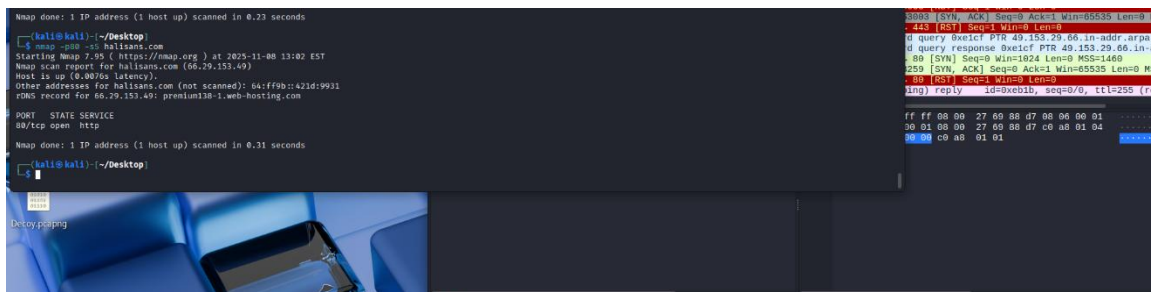 Nmap done: 1 IP address (1 host up) scanned in 0.23 seconds
(kali㉿kali)-[~/Desktop]
$ nmap -p80 -sS halisans.com
Starting Nmap 7.95 ( https://nmap.org ) at 2025-11-08 13:02 EST
Nmap scan report for halisans.com (66.29.153.49)
Host is up (0.0076s latency).
Other addresses for halisans.com (not scanned): 64:ff9b::421d:9931
rDNS record for 66.29.153.49: premium138-1.web-hosting.com
PORT STATE SERVICE
80/tcp open http
Nmap done: 1 IP address (1 host up) scanned in 0.31 seconds
(kali㉿kali)-[~/Desktop]
$
Decoy.pcapng
[SYN, ACK] Seq=0 Ack=1 Win=65535 Len=0
443 [RST] Seq=1 Win=0 Len=0
query 0xe1cf PTR 49.153.29.66.in-addr.arpa
query response 0xe1cf PTR 49.153.29.66.in-
80 [SYN] Seq=0 Win=1024 Len=0 MSS=1460
[SYN, ACK] Seq=0 Ack=1 Win=65535 Len=0
80 [RST] Seq=1 Win=0 Len=0
reply id=0xeb1b, seq=0/0, ttl=255
ff ff 08 00 27 69 88 d7 08 06 00 01
00 01 08 00 27 69 88 d7 c0 a8 01 04
00 00 c0 a8 01 01